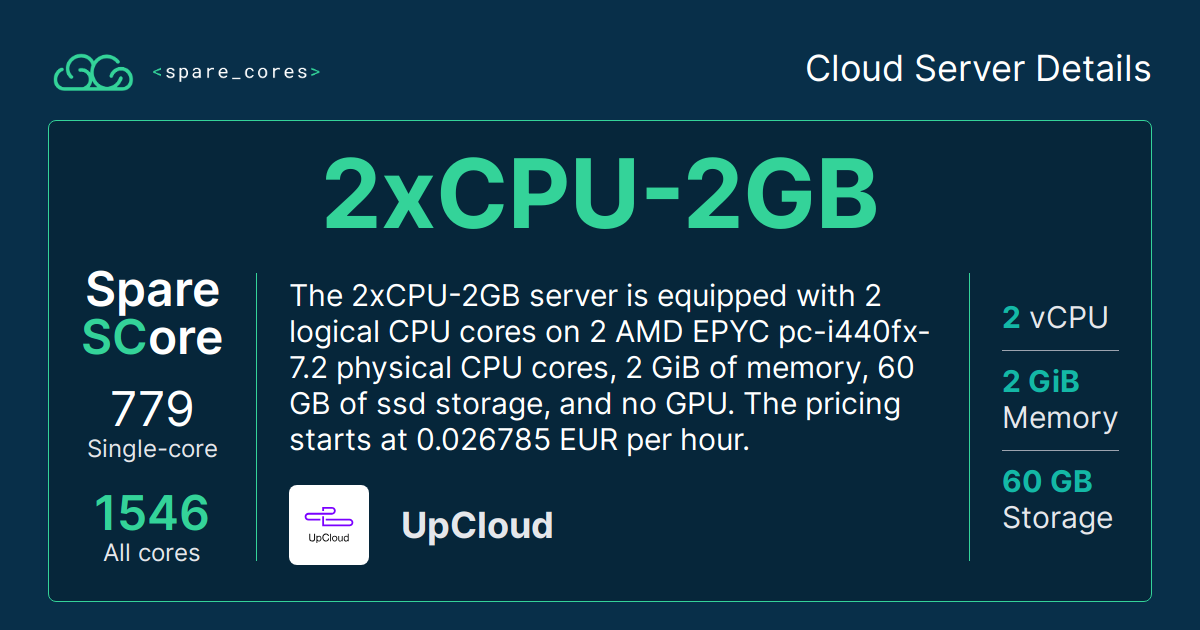 <spare_cores>
Cloud Server Details
2xCPU-2GB
Spare
SCore
779
Single-core
1546
All cores
The 2xCPU-2GB server is equipped with 2
logical CPU cores on 2 AMD EPYC pc-i440fx-
7.2 physical CPU cores, 2 GiB of memory, 60
GB of ssd storage, and no GPU. The pricing
starts at 0.026785 EUR per hour.
UpCloud
UpCloud
2 vCPU
2 GiB
Memory
60 GB
Storage